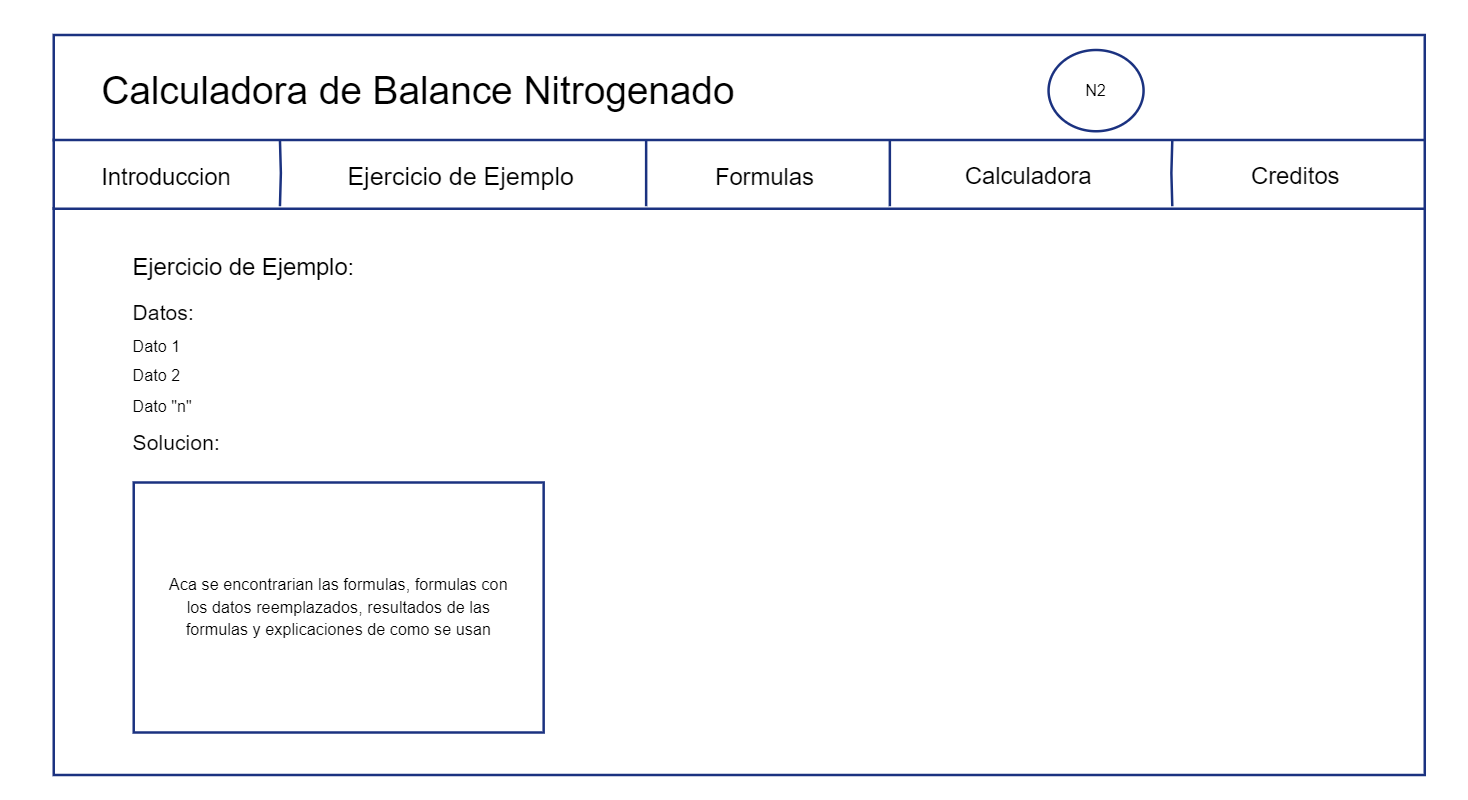 Calculadora de Balance Nitrogenado
N2
Introduccion
Ejercicio de Ejemplo
Formulas
Calculadora
Creditos
Ejercicio de Ejemplo:
Datos:
Dato 1
Dato 2
Dato "n"
Solucion:
Aca se encontrarian las formulas, formulas con
los datos reemplazados, resultados de las
formulas y explicaciones de como se usan